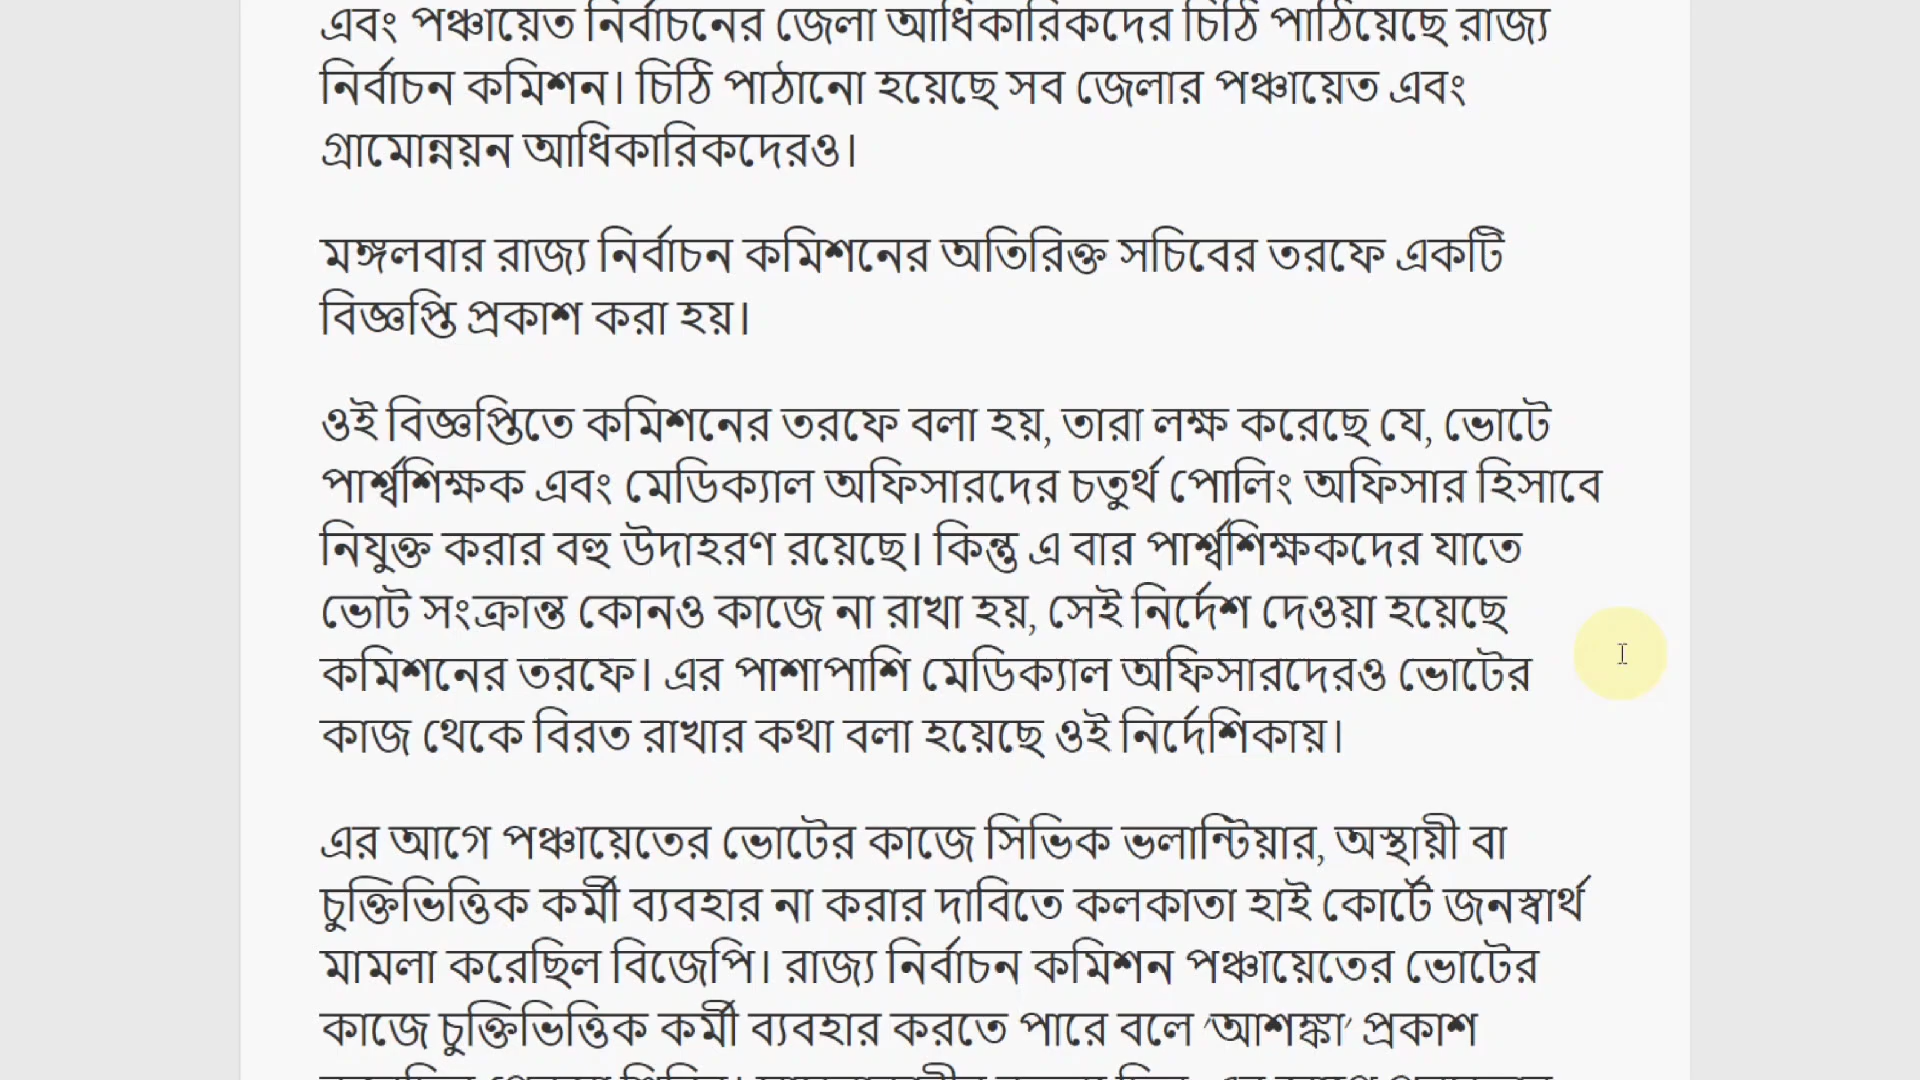 এবং পঞ্চায়েত নির্বাচনের জেলা আধিকারিকদের চিঠি পাঠিয়েছে রাজ্য
নির্বাচন কমিশন। চিঠি পাঠানো হয়েছে সব জেলার পঞ্চায়েত এবং
গ্রামোন্নয়ন আধিকারিকদেরও।
মঙ্গলবার রাজ্য নির্বাচন কমিশনের অতিরিক্ত সচিবের তরফে একটি
বিজ্ঞপ্তি প্রকাশ করা হয়।
ওই বিজ্ঞপ্তিতে কমিশনের তরফে বলা হয়, তারা লক্ষ করেছে যে, ভোটে
পার্শ্বশিক্ষক এবং মেডিক্যাল অফিসারদের চতুর্থ পোলিং অফিসার হিসাবে
নিযুক্ত করার বহু উদাহরণ রয়েছে। কিন্তু এ বার পার্শ্বশিক্ষকদের যাতে
ভোট সংক্রান্ত কোনও কাজে না রাখা হয়, সেই নির্দেশ দেওয়া হয়েছে
কমিশনের তরফে। এর পাশাপাশি মেডিক্যাল অফিসারদেরও ভোটের
কাজ থেকে বিরত রাখার কথা বলা হয়েছে ওই নির্দেশিকায়।
এর আগে পঞ্চায়েতের ভোটের কাজে সিভিক ভলান্টিয়ার, অস্থায়ী বা
চুক্তিভিত্তিক কর্মী ব্যবহার না করার দাবিতে কলকাতা হাই কোর্টে জনস্বার্থ
মামলা করেছিল বিজেপি। রাজ্য নির্বাচন কমিশন পঞ্চায়েতের ভোটের
কাজে চুক্তিভিত্তিক কর্মী ব্যবহার করতে পারে বলে ‘আশঙ্কা’ প্রকাশ